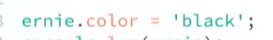 ernie.color = 'black';